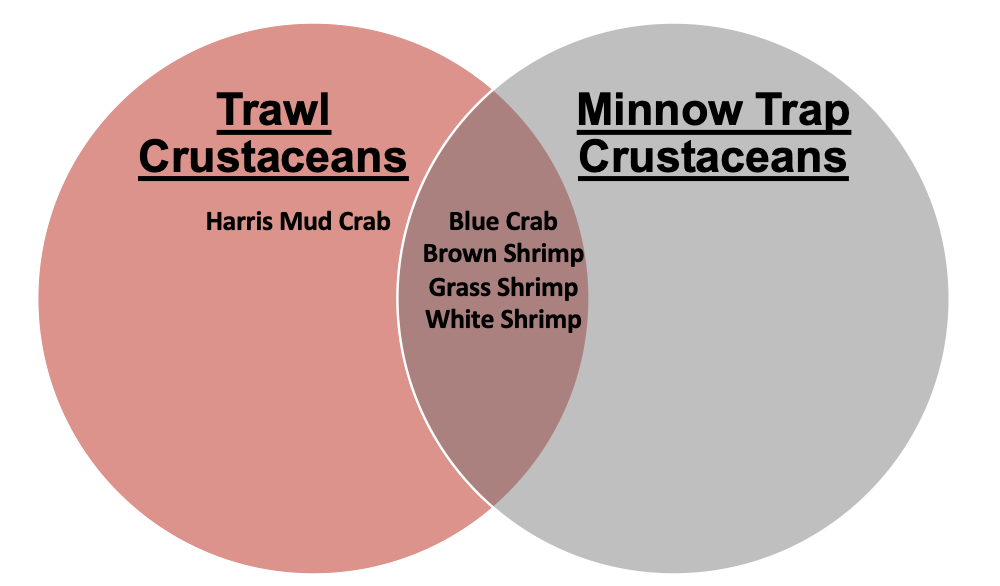 Trawl
Crustaceans
Minnow Trap
Crustaceans
Harris Mud Crab
Blue Crab
Brown Shrimp
Grass Shrimp
White Shrimp